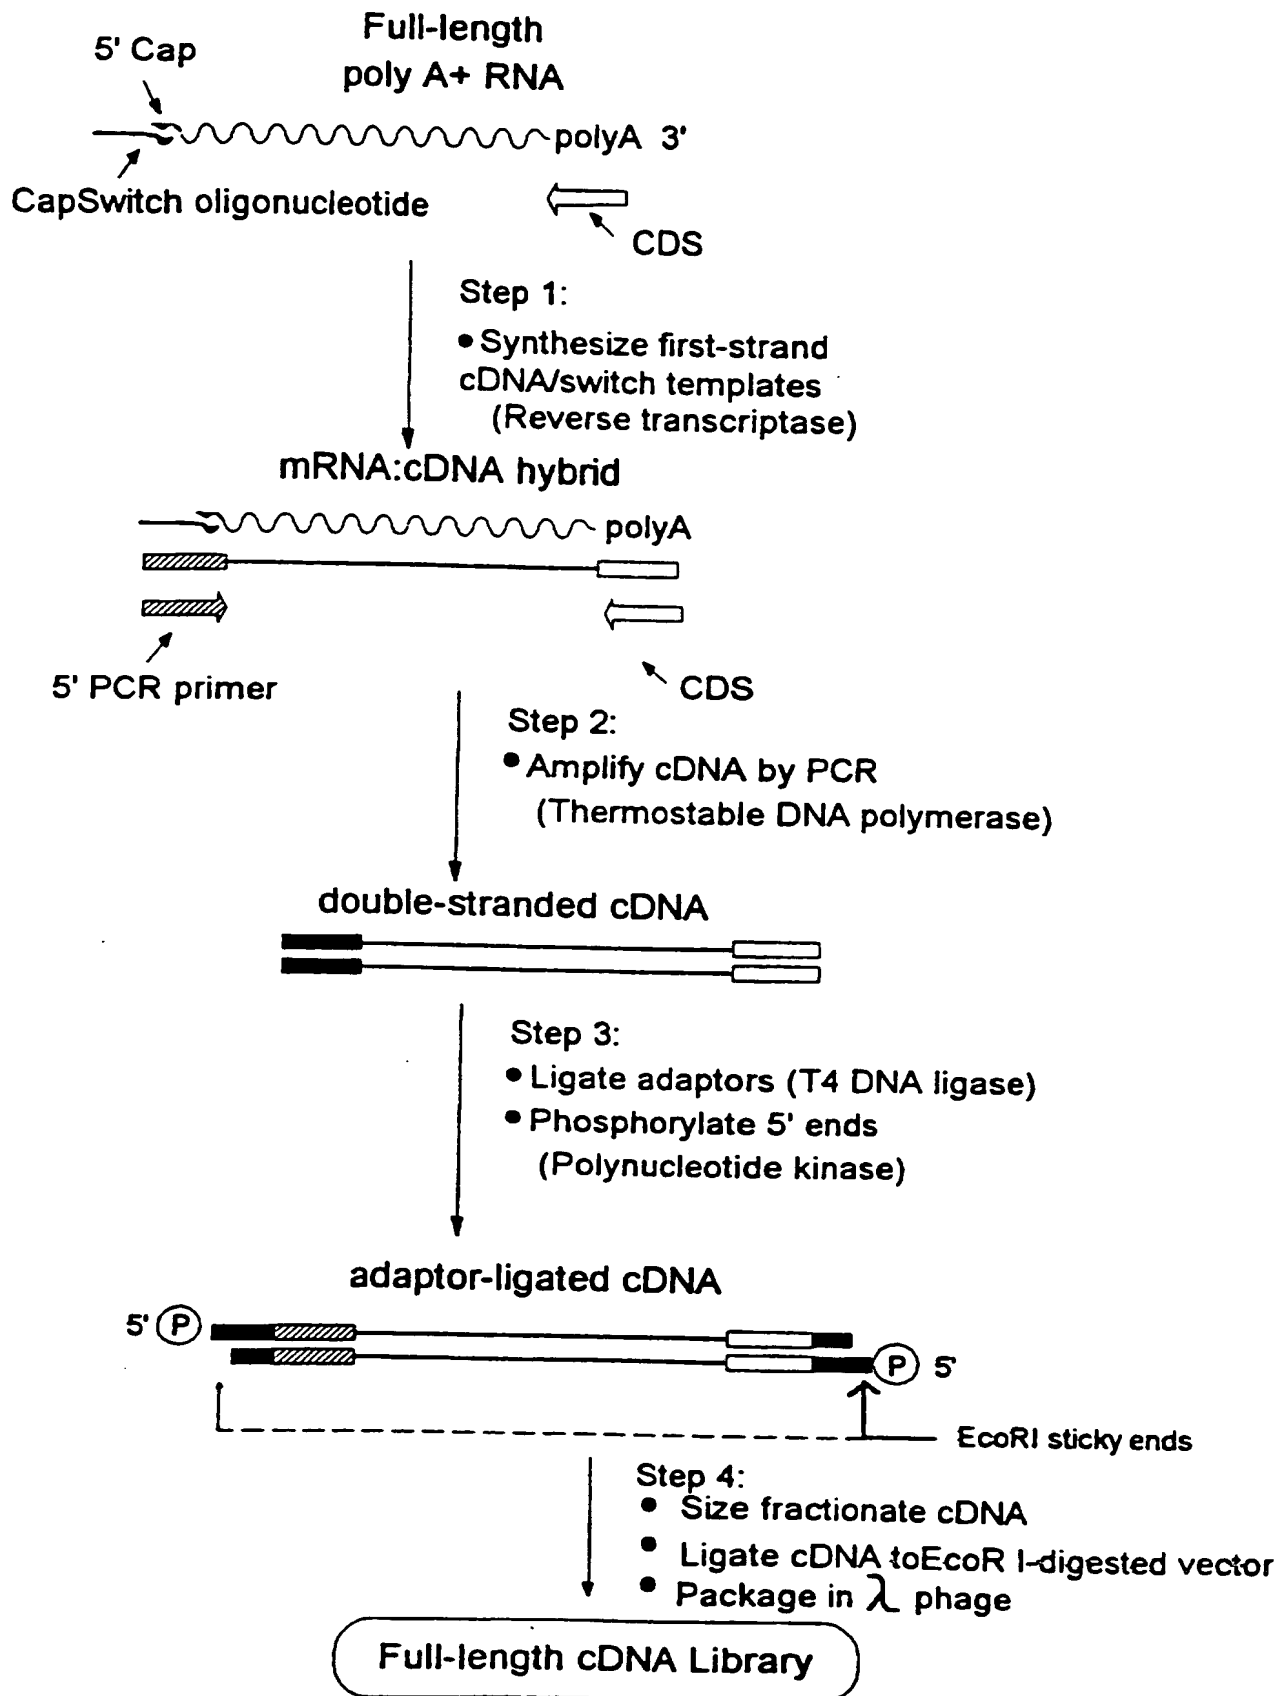 Full-length
poly A+ RNA
5' Cap
polyA 3'
CapSwitch oligonucleotide
CDS
Step 1:
• Synthesize first-strand
cDNA/switch templates
(Reverse transcriptase)
mRNA:cDNA hybrid
polyA
5' PCR primer
CDS
Step 2:
• Amplify cDNA by PCR
(Thermostable DNA polymerase)
double-stranded cDNA
Step 3:
• Ligate adaptors (T4 DNA ligase)
• Phosphorylate 5' ends
(Polynucleotide kinase)
adaptor-ligated cDNA
5' P
P 5'
EcoRI sticky ends
Step 4:
• Size fractionate cDNA
• Ligate cDNA toEcoR I-digested vector
• Package in λ phage
Full-length cDNA Library